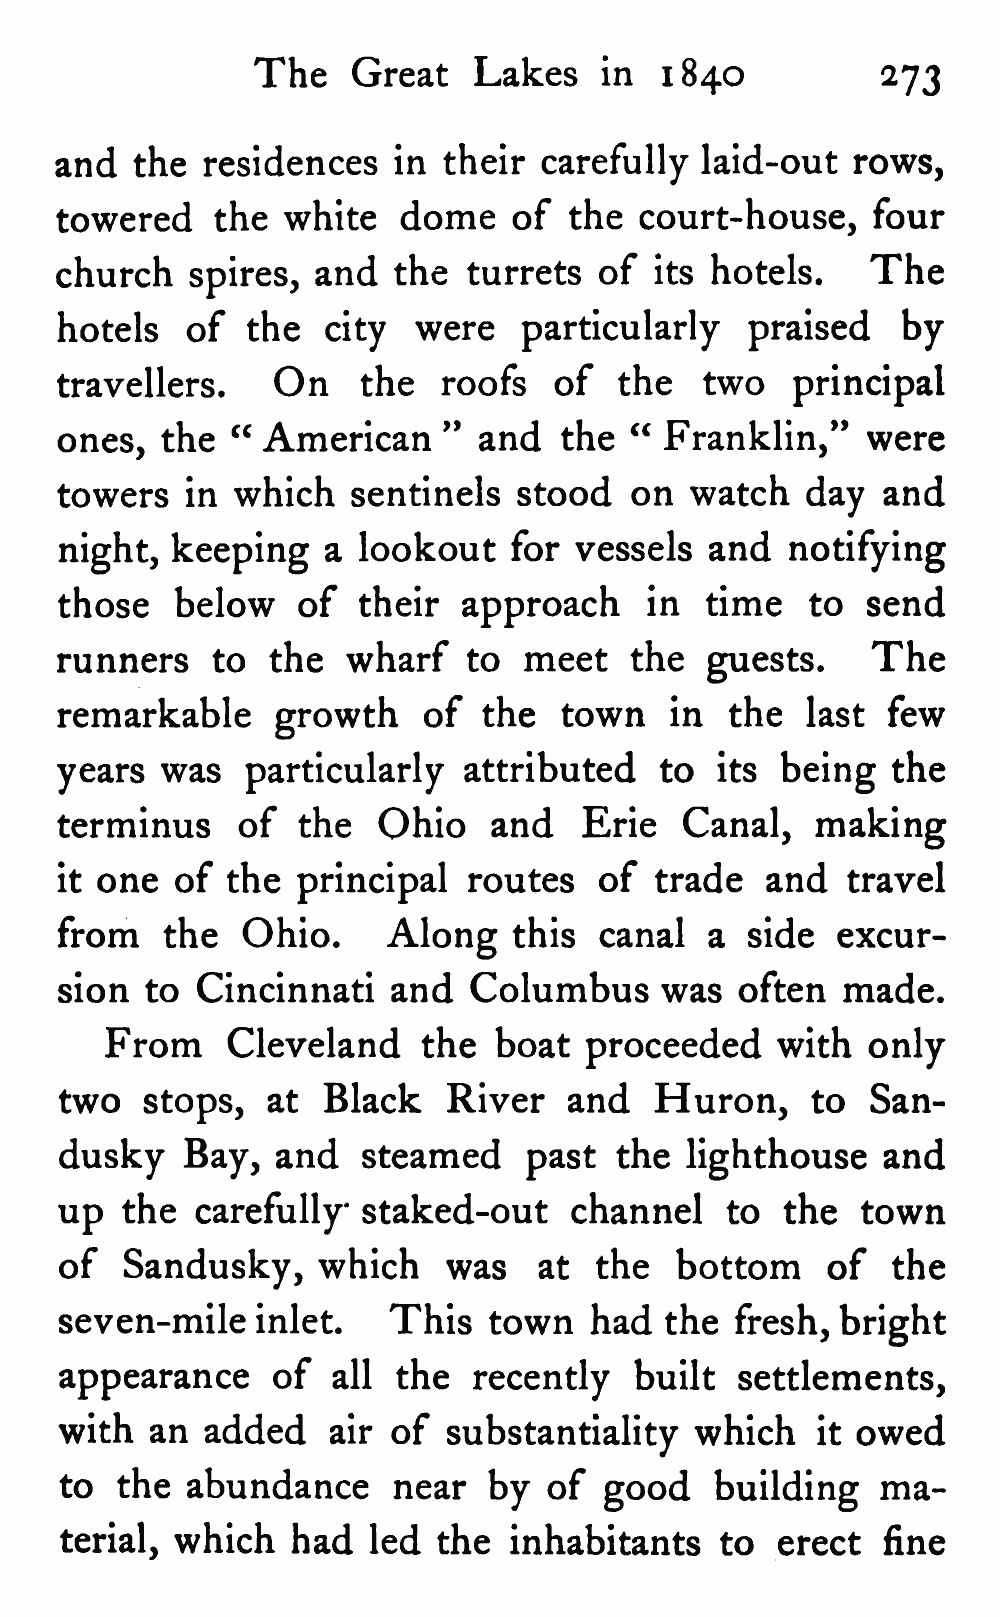 The Great Lakes in 1840 273
and the residences in their carefully laid-out rows,
towered the white dome of the court-house, four
church spires, and the turrets of its hotels. The
hotels of the city were particularly praised by
travellers. On the roofs of the two principal
ones, the “ American ” and the “ Franklin,” were
towers in which sentinels stood on watch day and
night, keeping a lookout for vessels and notifying
those below of their approach in time to send
runners to the wharf to meet the guests. The
remarkable growth of the town in the last few
years was particularly attributed to its being the
terminus of the Ohio and Erie Canal, making
it one of the principal routes of trade and travel
from the Ohio. Along this canal a side excur-
sion to Cincinnati and Columbus was often made.
From Cleveland the boat proceeded with only
two stops, at Black River and Huron, to San-
dusky Bay, and steamed past the lighthouse and
up the carefully staked-out channel to the town
of Sandusky, which was at the bottom of the
seven-mile inlet. This town had the fresh, bright
appearance of all the recently built settlements,
with an added air of substantiality which it owed
to the abundance near by of good building ma-
terial, which had led the inhabitants to erect fine